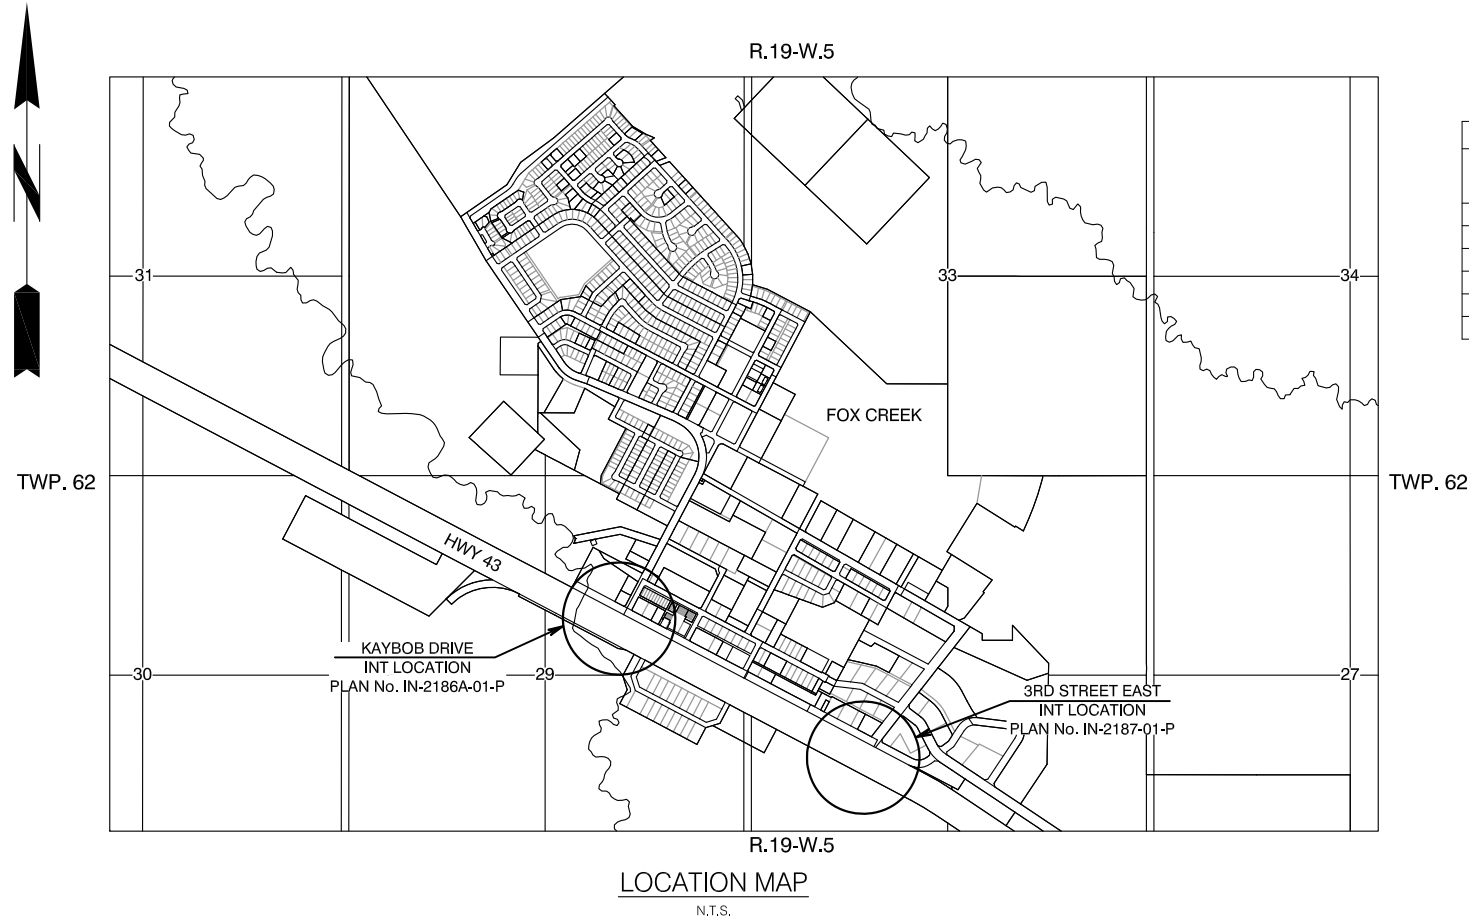 R.19-W.5
N
31
33
34
FOX CREEK
TWP. 62
TWP. 62
HWY 43
KAYBOB DRIVE
INT LOCATION
PLAN No. IN-2186A-01-P
30
29
27
3RD STREET EAST
INT LOCATION
PLAN No. IN-2187-01-P
R.19-W.5
LOCATION MAP
N.T.S.